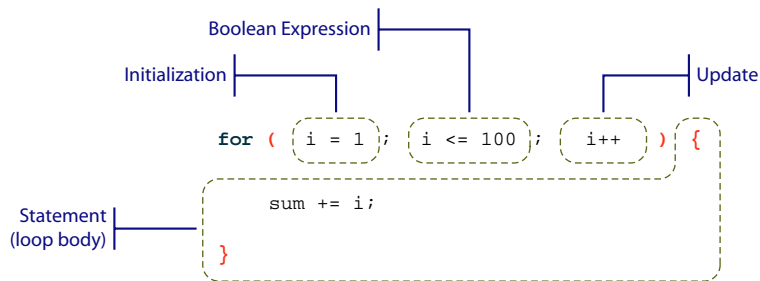 Boolean Expression
Initialization
Update
for ( i = 1; i <= 100; i++ ) {
sum += i;
Statement
(loop body)
}